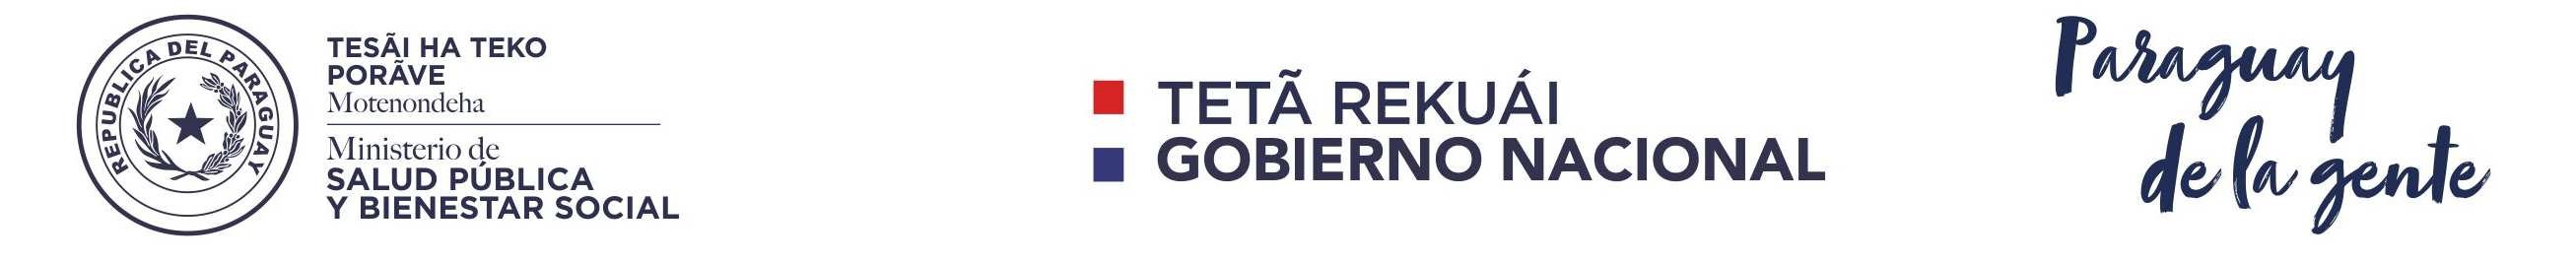 REPUBLICA DEL PARAGUAY
TESÃI HA TEKO
PORÃVE
Motenondeha
Ministerio de
SALUD PÚBLICA
Y BIENESTAR SOCIAL
TETÃ REKUÁI
GOBIERNO NACIONAL
Paraguay
de la gente